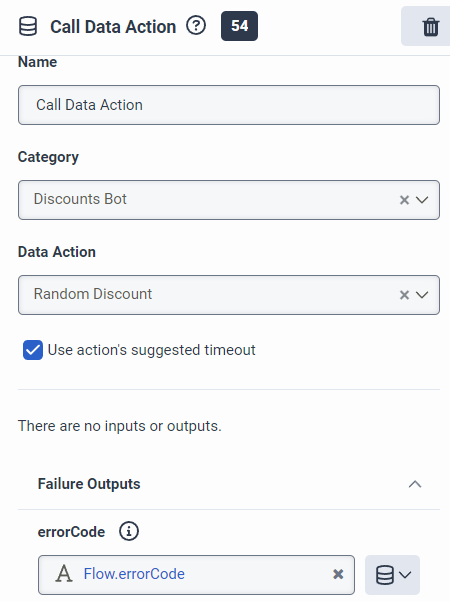 Call Data Action 54
Name
Call Data Action
Category
Discounts Bot
Data Action
Random Discount
Use action's suggested timeout
There are no inputs or outputs.
Failure Outputs
errorCode
Flow.errorCode